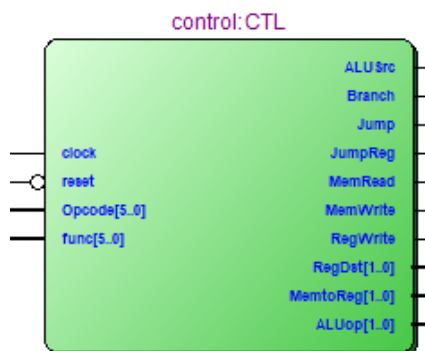 control:CTL
ALUSrc
Branch
Jump
clock
JumpReg
reset
MemRead
Opcode[5..0]
MemWrite
func[5..0]
RegWrite
RegDst[1..0]
MemtoReg[1..0]
ALUop[1..0]